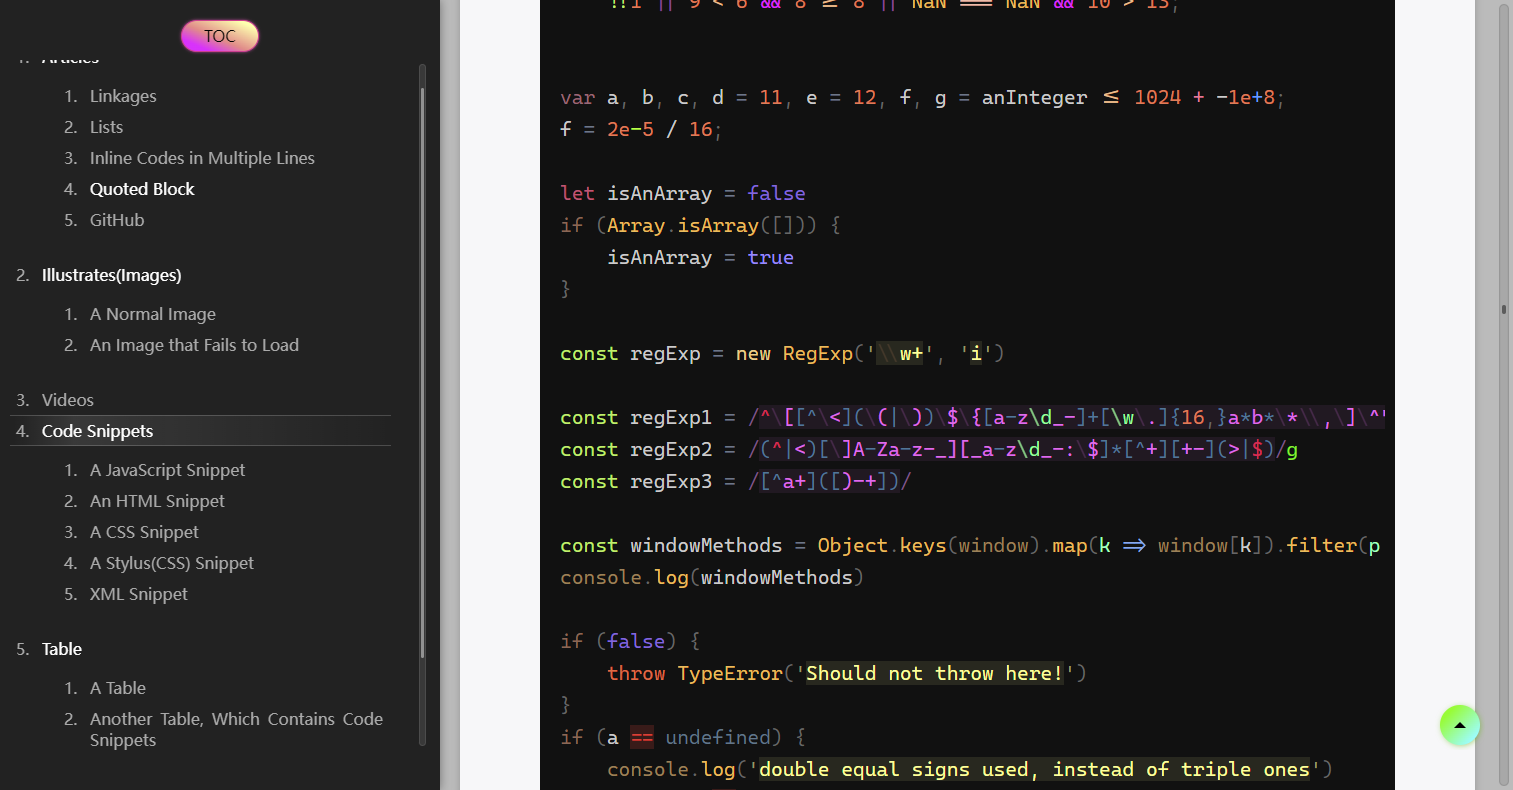 TOC
1. Articles
1. Linkages
2. Lists
3. Inline Codes in Multiple Lines
4. Quoted Block
5. GitHub
2. Illustrates(Images)
1. A Normal Image
2. An Image that Fails to Load
3. Videos
4. Code Snippets
1. A JavaScript Snippet
2. An HTML Snippet
3. A CSS Snippet
4. A Stylus(CSS) Snippet
5. XML Snippet
5. Table
1. A Table
2. Another Table, Which Contains Code
Snippets
!!1 || 9 < 6 && 8 ≥ 8 || NaN === NaN && 10 > 13;
var a, b, c, d = 11, e = 12, f, g = anInteger ≤ 1024 + -1e+8;
f = 2e-5 / 16;
let isAnArray = false
if (Array.isArray([])) {
isAnArray = true
}
const regExp = new RegExp('\\w+', 'i')
const regExp1 = /^\[[^\<](\(|\))\$\{[a-z\d_-]+[\w\.]{16,}a*b*\*\\,\]\^'
const regExp2 = /(^|<)[\]A-Za-z-_][_a-z\d_-:\$]*[^+][+-](>|$)/g
const regExp3 = /[^a+]([)-+])/
const windowMethods = Object.keys(window).map(k => window[k]).filter(p
console.log(windowMethods)
if (false) {
throw TypeError('Should not throw here!')
}
if (a == undefined) {
console.log('double equal signs used, instead of triple ones')